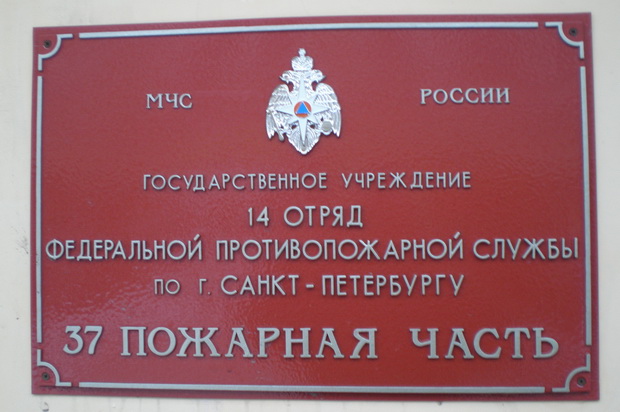 МЧС РОССИИ
ГОСУДАРСТВЕННОЕ УЧРЕЖДЕНИЕ
14 ОТРЯД
ФЕДЕРАЛЬНОЙ ПРОТИВОПОЖАРНОЙ СЛУЖБЫ
ПО Г. САНКТ-ПЕТЕРБУРГУ
37 ПОЖАРНАЯ ЧАСТЬ